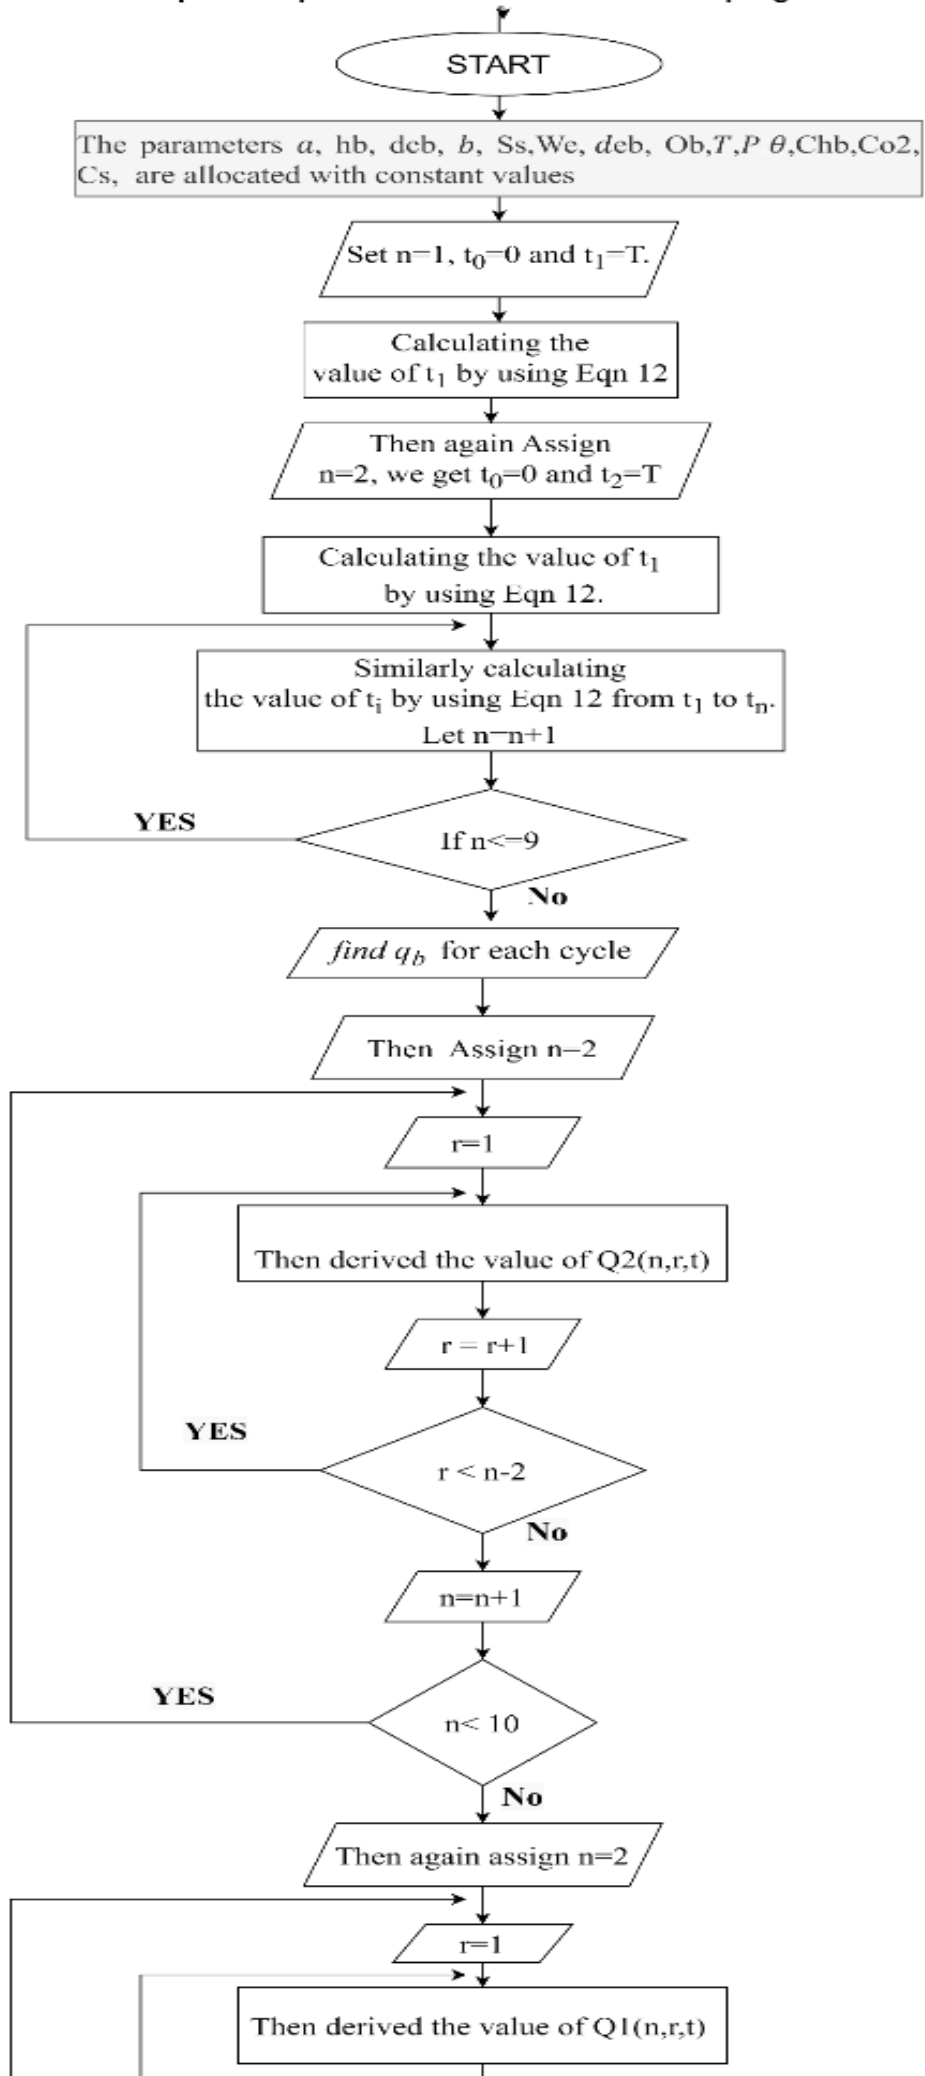 START
The parameters a, hb, dcb, b, Ss,We, deb, Ob,T,P θ,Chb,Co2,
Cs, are allocated with constant values
Set n=1, t0=0 and t1=T.
Calculating the
value of t1 by using Eqn 12
Then again Assign
n=2, we get t0=0 and t2=T
Calculating the value of t1
by using Eqn 12.
Similarly calculating
the value of ti by using Eqn 12 from t1 to tn.
Let n=n+1
YES
If n<=9
No
find qb for each cycle
Then Assign n=2
r=1
Then derived the value of Q2(n,r,t)
r = r+1
YES
r < n-2
No
n=n+1
YES
n< 10
No
Then again assign n=2
r=1
Then derived the value of Q1(n,r,t)